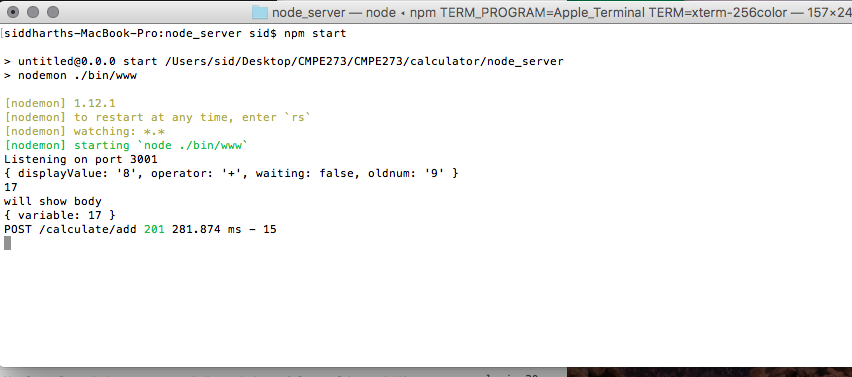 node_server — node ◂ npm TERM_PROGRAM=Apple_Terminal TERM=xterm-256color — 157×24
[siddharths-MacBook-Pro:node_server sid$ npm start
> untitled@0.0.0 start /Users/sid/Desktop/CMPE273/CMPE273/calculator/node_server
> nodemon ./bin/www
[nodemon] 1.12.1
[nodemon] to restart at any time, enter `rs`
[nodemon] watching: *.*
[nodemon] starting `node ./bin/www`
Listening on port 3001
{ displayValue: '8', operator: '+', waiting: false, oldnum: '9' }
17
will show body
{ variable: 17 }
POST /calculate/add 201 281.874 ms - 15